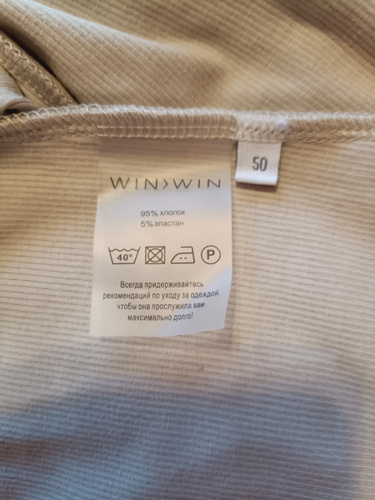 WIN>WIN
50
95% хлопок
5% эластан
40°
P
Всегда придерживайтесь
рекомендаций по уходу за одеждой,
чтобы она прослужила вам
максимально долго!